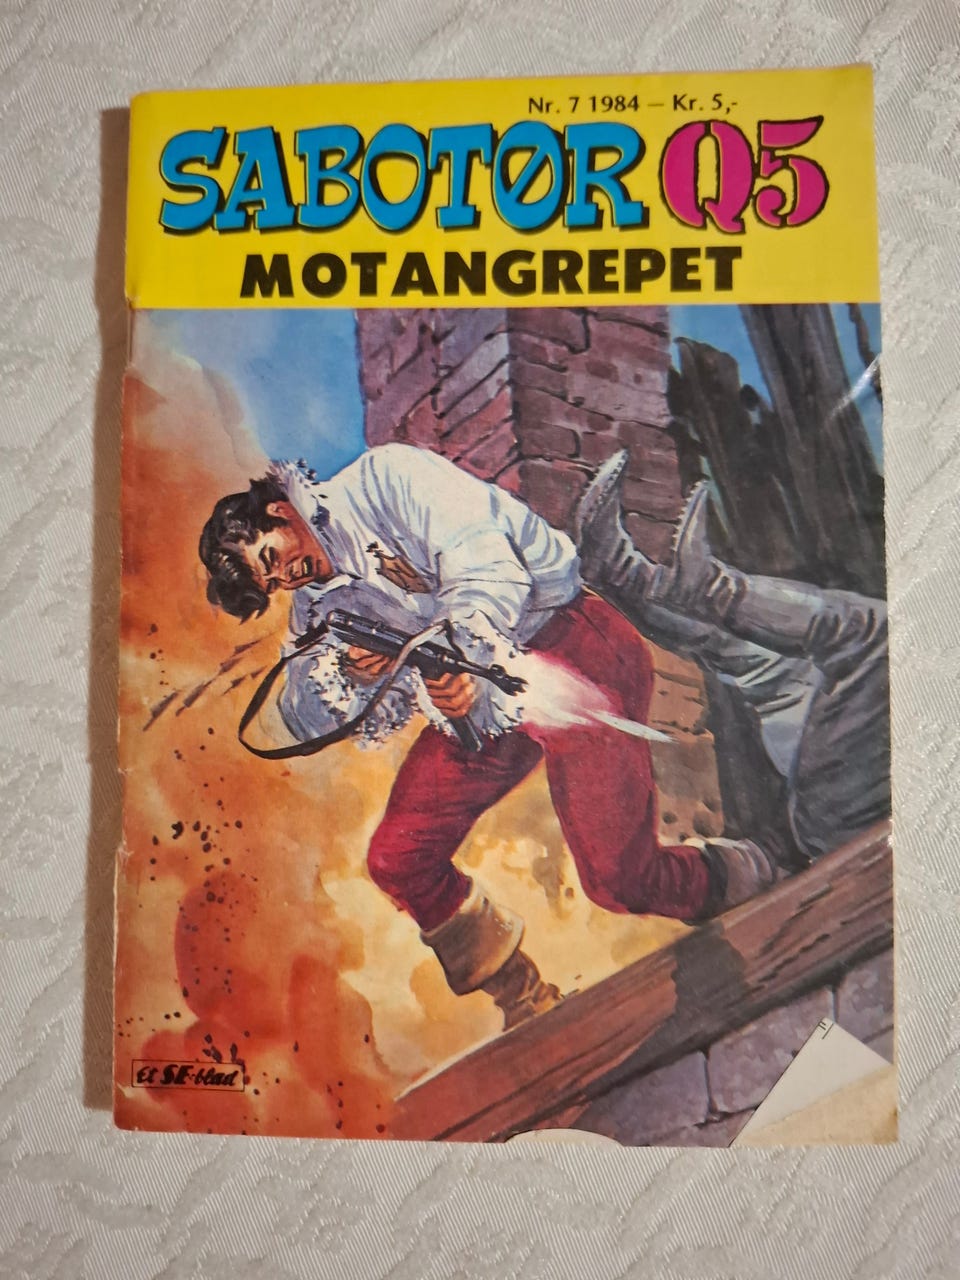 Nr. 7 1984 — Kr. 5,-
SABOTØR Q5
MOTANGREPET
Et SE-blad